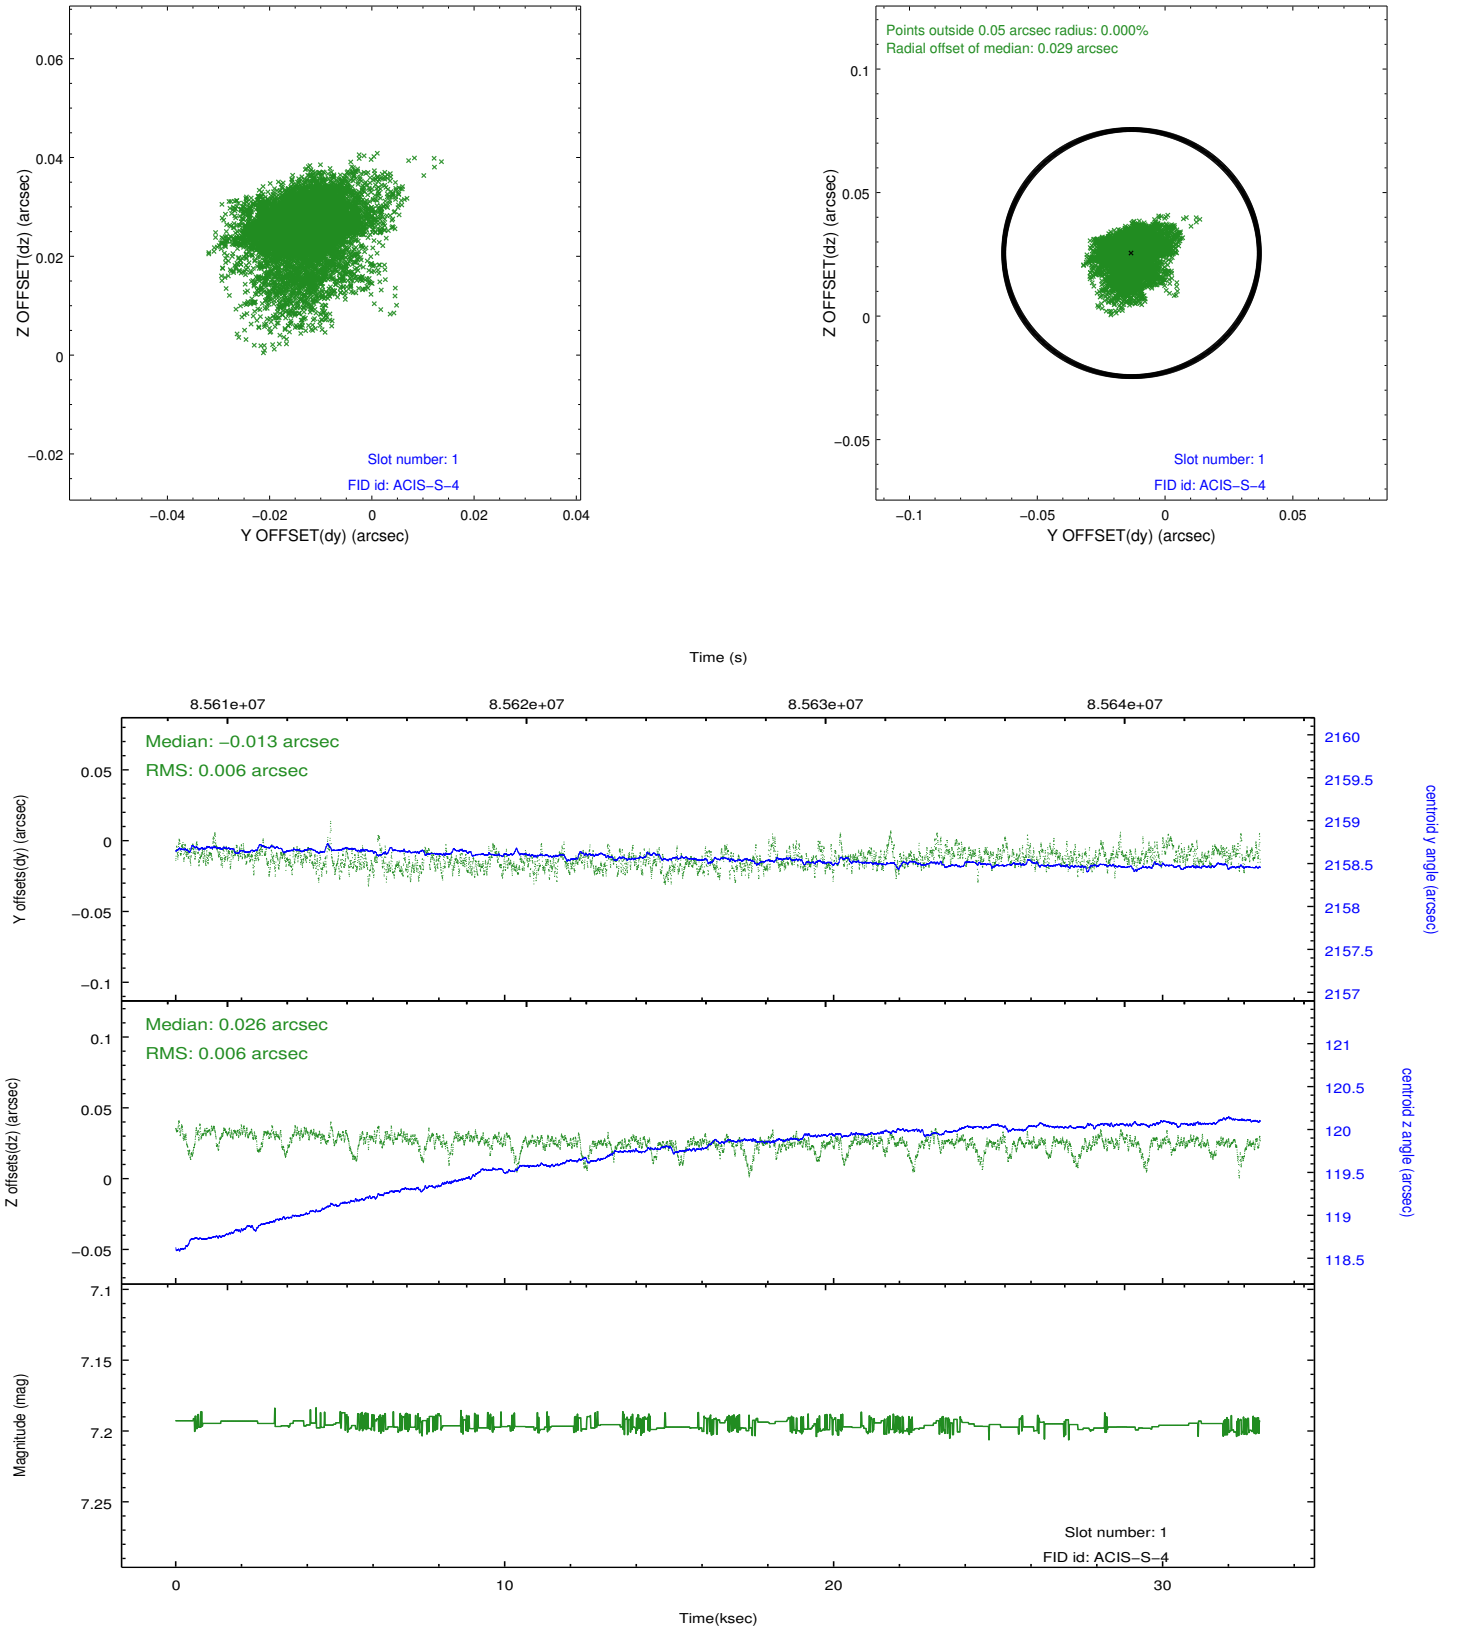 0.06
0.04
0.02
0
−0.02
Z OFFSET(dz) (arcsec)
Slot number: 1
FID id: ACIS−S−4
−0.04 −0.02 0 0.02 0.04
Y OFFSET(dy) (arcsec)
Points outside 0.05 arcsec radius: 0.000%
Radial offset of median: 0.029 arcsec
0.1
0.05
0
−0.05
Z OFFSET(dz) (arcsec)
Slot number: 1
FID id: ACIS−S−4
−0.1 −0.05 0 0.05
Y OFFSET(dy) (arcsec)
Time (s)
8.561e+07 8.562e+07 8.563e+07 8.564e+07
Median: −0.013 arcsec
RMS: 0.006 arcsec
0.05
0
−0.05
−0.1
Y offsets(dy) (arcsec)
2160
2159.5
2159
2158.5
2158
2157.5
2157
centroid y angle (arcsec)
Median: 0.026 arcsec
RMS: 0.006 arcsec
0.1
0.05
0
−0.05
Z offsets(dz) (arcsec)
121
120.5
120
119.5
119
118.5
centroid z angle (arcsec)
7.1
7.15
7.2
7.25
Magnitude (mag)
Slot number: 1
FID id: ACIS−S−4
0 10 20 30
Time(ksec)